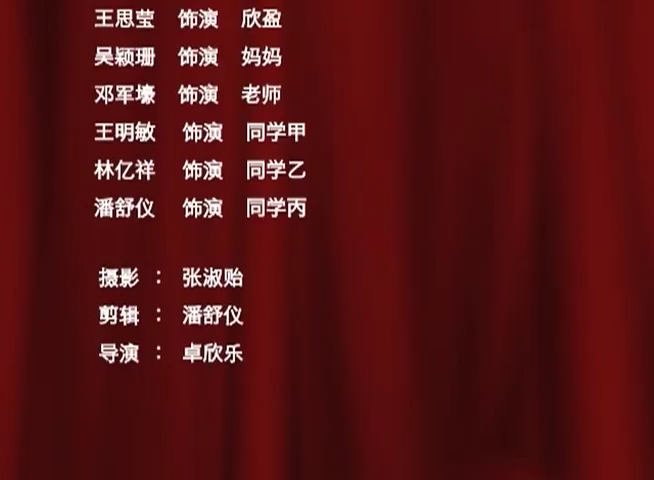 王思莹 饰演 欣盈
吴颖珊 饰演 妈妈
邓军壕 饰演 老师
王明敏 饰演 同学甲
林亿祥 饰演 同学乙
潘舒仪 饰演 同学丙
摄影 : 张淑贻
剪辑 : 潘舒仪
导演 : 卓欣乐